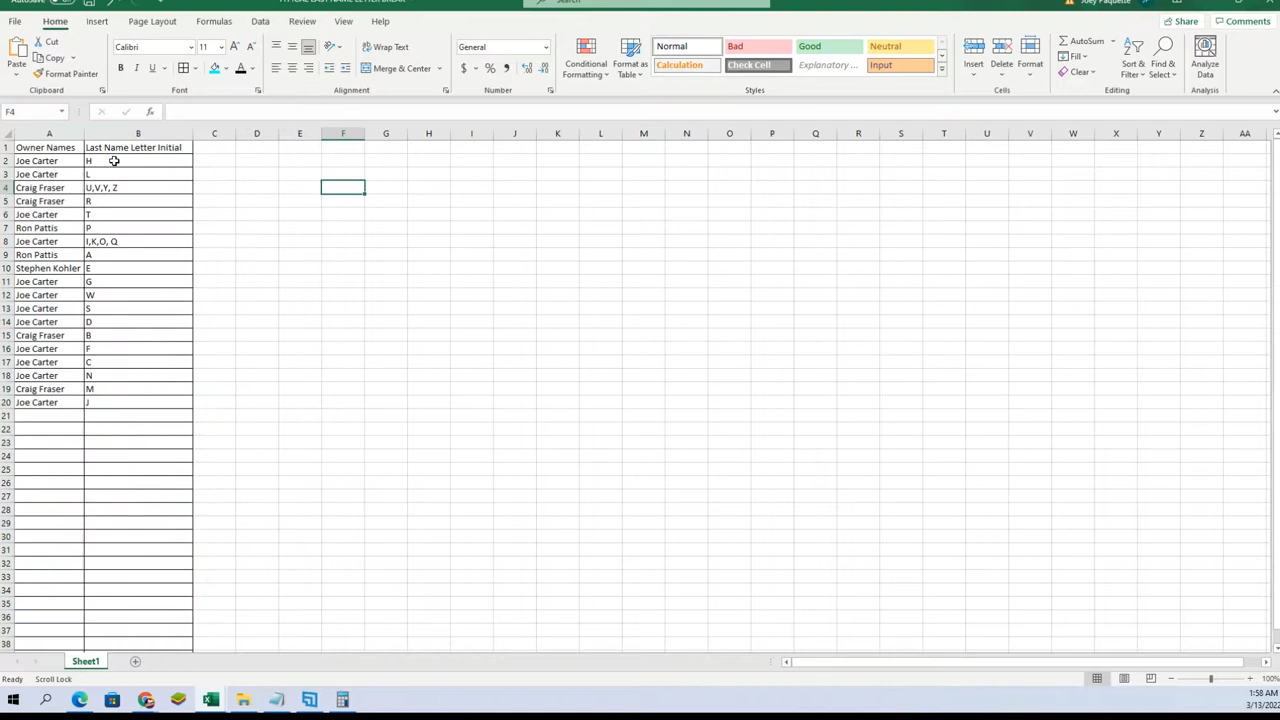 File Home Insert Page Layout Formulas Data Review View Help Share Comments
Cut Calibri 11 Wrap Text General Normal Bad Good Neutral AutoSum
Copy Format Painter Merge & Center Calculation Check Cell Explanatory ... Input Fill Clear
Paste Conditional Formatting Format as Table Insert Delete Format Sort & Filter Find & Select Analyze Data
Clipboard Font Alignment Number Styles Cells Editing Analysis
F4 fx
A B C D E F G H I J K L M N O P Q R S T U V W X Y Z AA
1 Owner Names Last Name Letter Initial
2 Joe Carter H
3 Joe Carter L
4 Craig Fraser U,V,Y, Z
5 Craig Fraser R
6 Joe Carter T
7 Ron Pattis P
8 Joe Carter I,K,O, Q
9 Ron Pattis A
10 Stephen Kohler E
11 Joe Carter G
12 Joe Carter W
13 Joe Carter S
14 Joe Carter D
15 Craig Fraser B
16 Joe Carter F
17 Joe Carter C
18 Joe Carter N
19 Craig Fraser M
20 Joe Carter J
21
22
23
24
25
26
27
28
29
30
31
32
33
34
35
36
37
38
Sheet1
Ready Scroll Lock 100%
1:58 AM